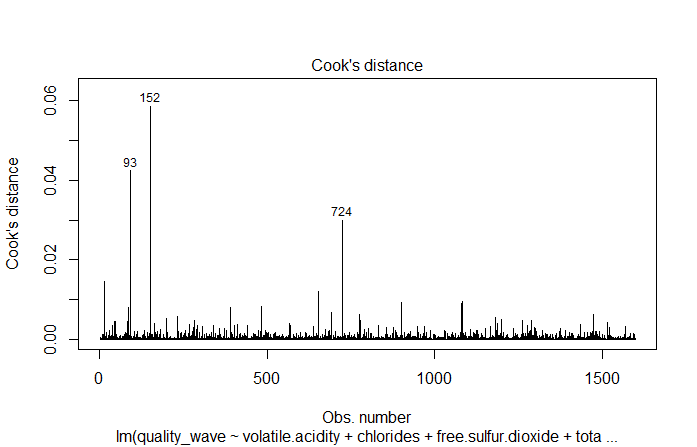 Cook's distance
0.06
152
93
0.04
Cook's distance
724
0.02
0.00
0 500 1000 1500
Obs. number
lm(quality_wave ~ volatile.acidity + chlorides + free.sulfur.dioxide + tota ...